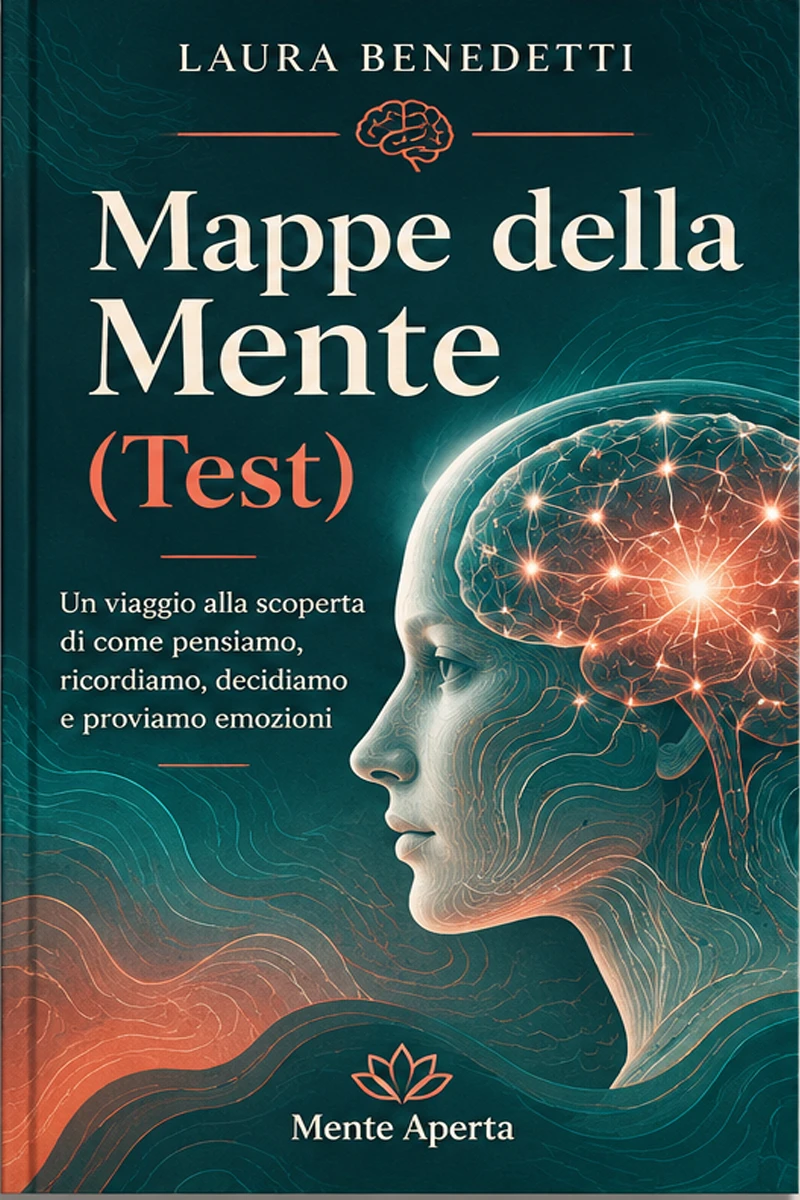 LAURA BENEDETTI
Mappe della
Mente
(Test)
Un viaggio alla scoperta
di come pensiamo,
ricordiamo, decidiamo
e proviamo emozioni
Mente Aperta